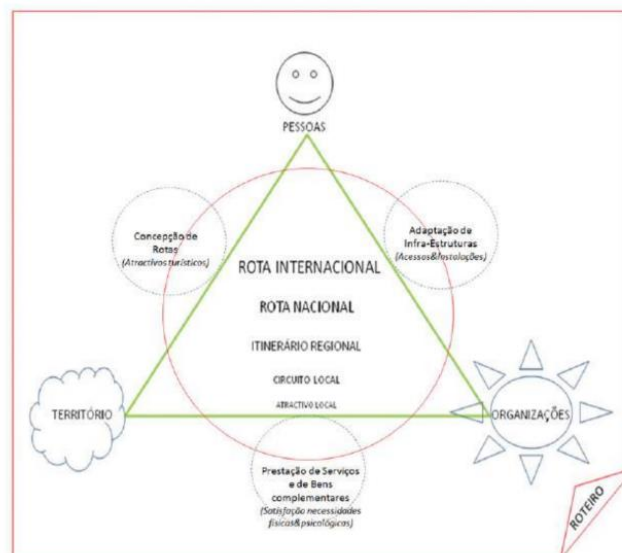 PESSOAS
Concepção de
Rotas
(Atractivos turísticos)
Adaptação de
Infra-Estruturas
(Acessos&Instalações)
ROTA INTERNACIONAL
ROTA NACIONAL
ITINERÁRIO REGIONAL
CIRCUITO LOCAL
ATRACTIVO LOCAL
TERRITÓRIO
ORGANIZAÇÕES
Prestação de Serviços
e de Bens
complementares
(Satisfação necessidades
físicas&psicológicas)
ROTEIRO